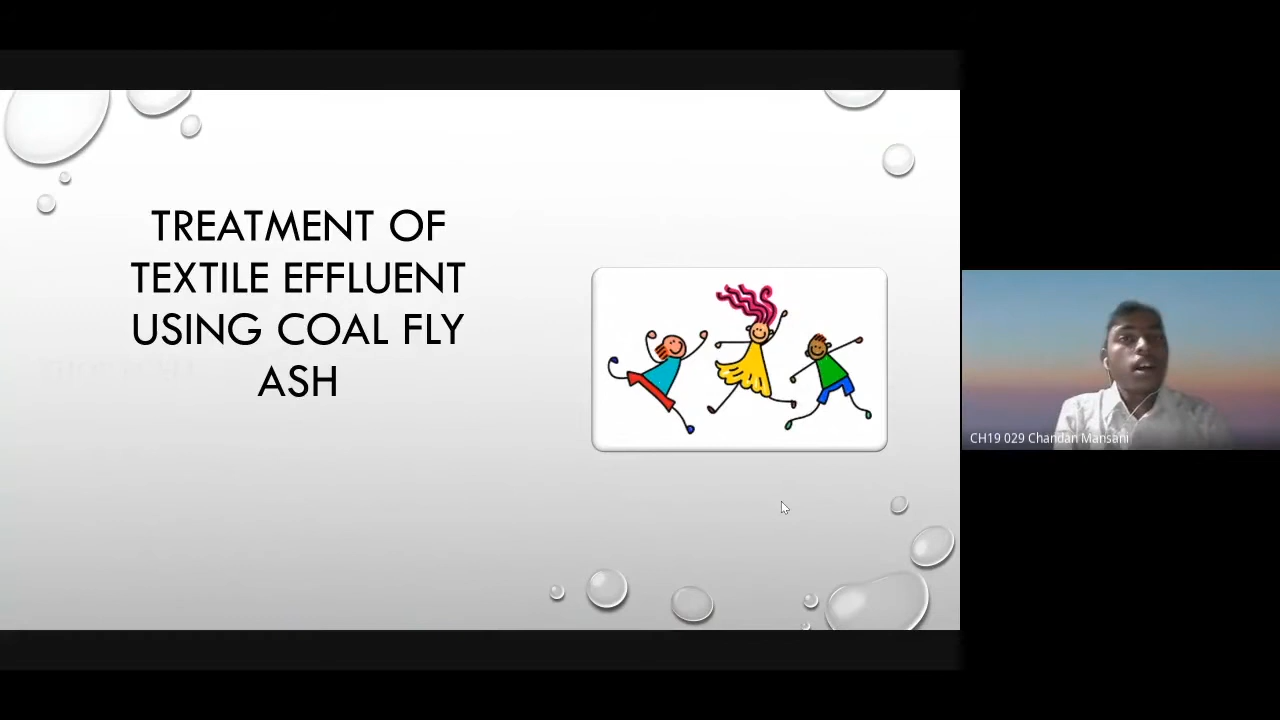 TREATMENT OF
TEXTILE EFFLUENT
USING COAL FLY
ASH
CH19 029 Chandan Mansani